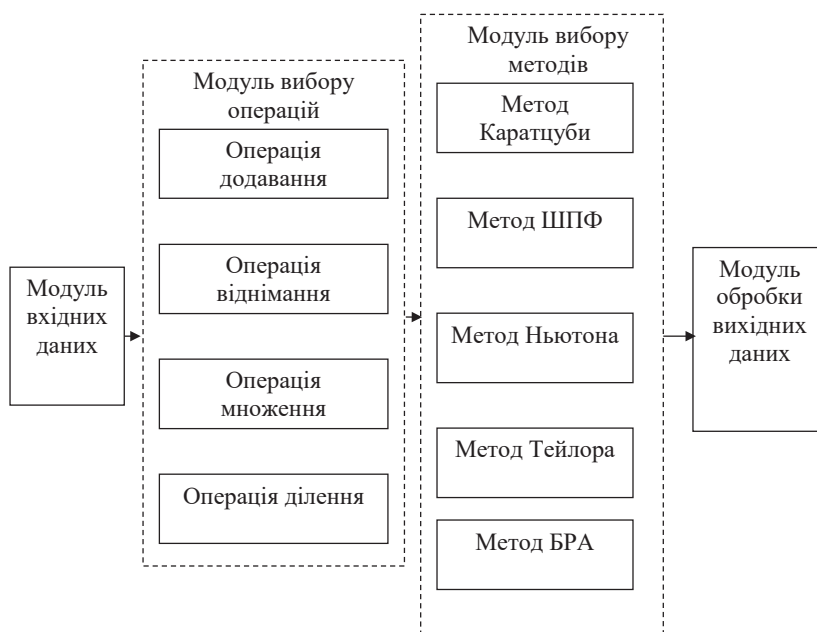 Модуль
вхідних
даних
Модуль вибору
операцій
Операція
додавання
Операція
віднімання
Операція
множення
Операція ділення
Модуль вибору
методів
Метод
Каратцуби
Метод ШПФ
Метод Ньютона
Метод Тейлора
Метод БРА
Модуль
обробки
вихідних
даних